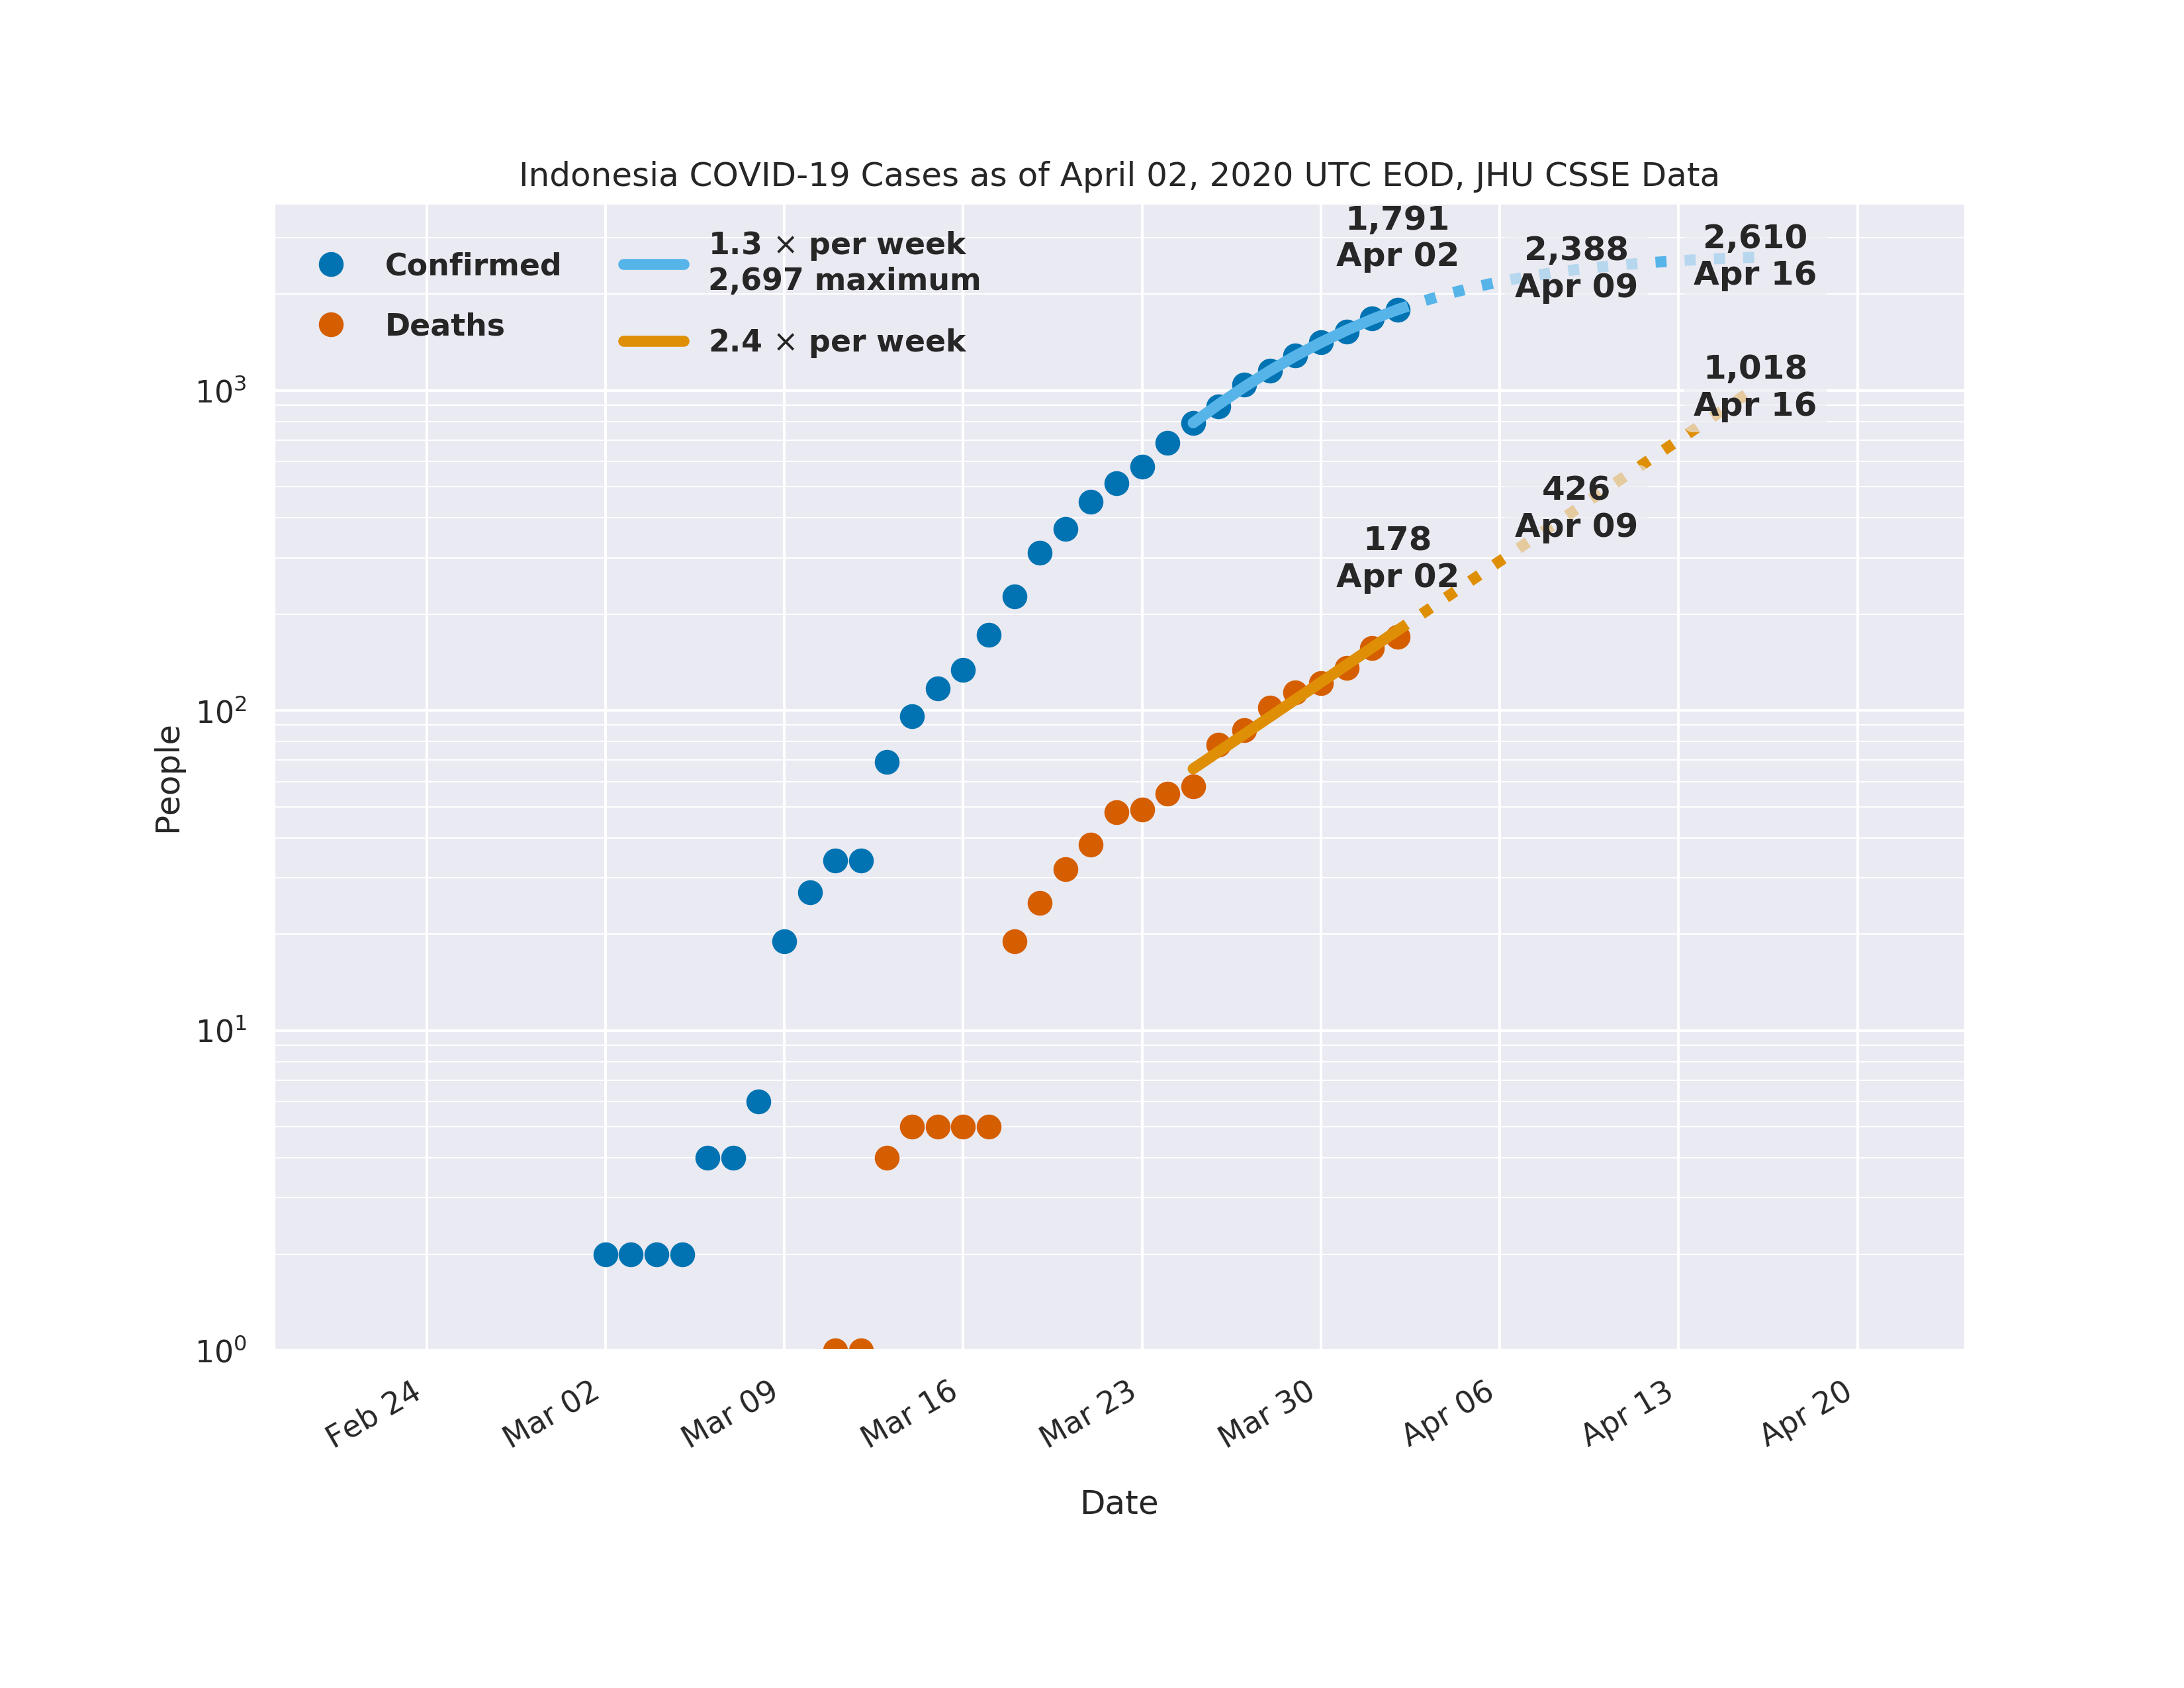 Indonesia COVID-19 Cases as of April 02, 2020 UTC EOD, JHU CSSE Data
Confirmed
Deaths
1.3 × per week
2,697 maximum
2.4 × per week
1,791
Apr 02
2,388
Apr 09
2,610
Apr 16
1,018
Apr 16
426
Apr 09
178
Apr 02
People
10³
10²
10¹
10⁰
Feb 24
Mar 02
Mar 09
Mar 16
Mar 23
Mar 30
Apr 06
Apr 13
Apr 20
Date